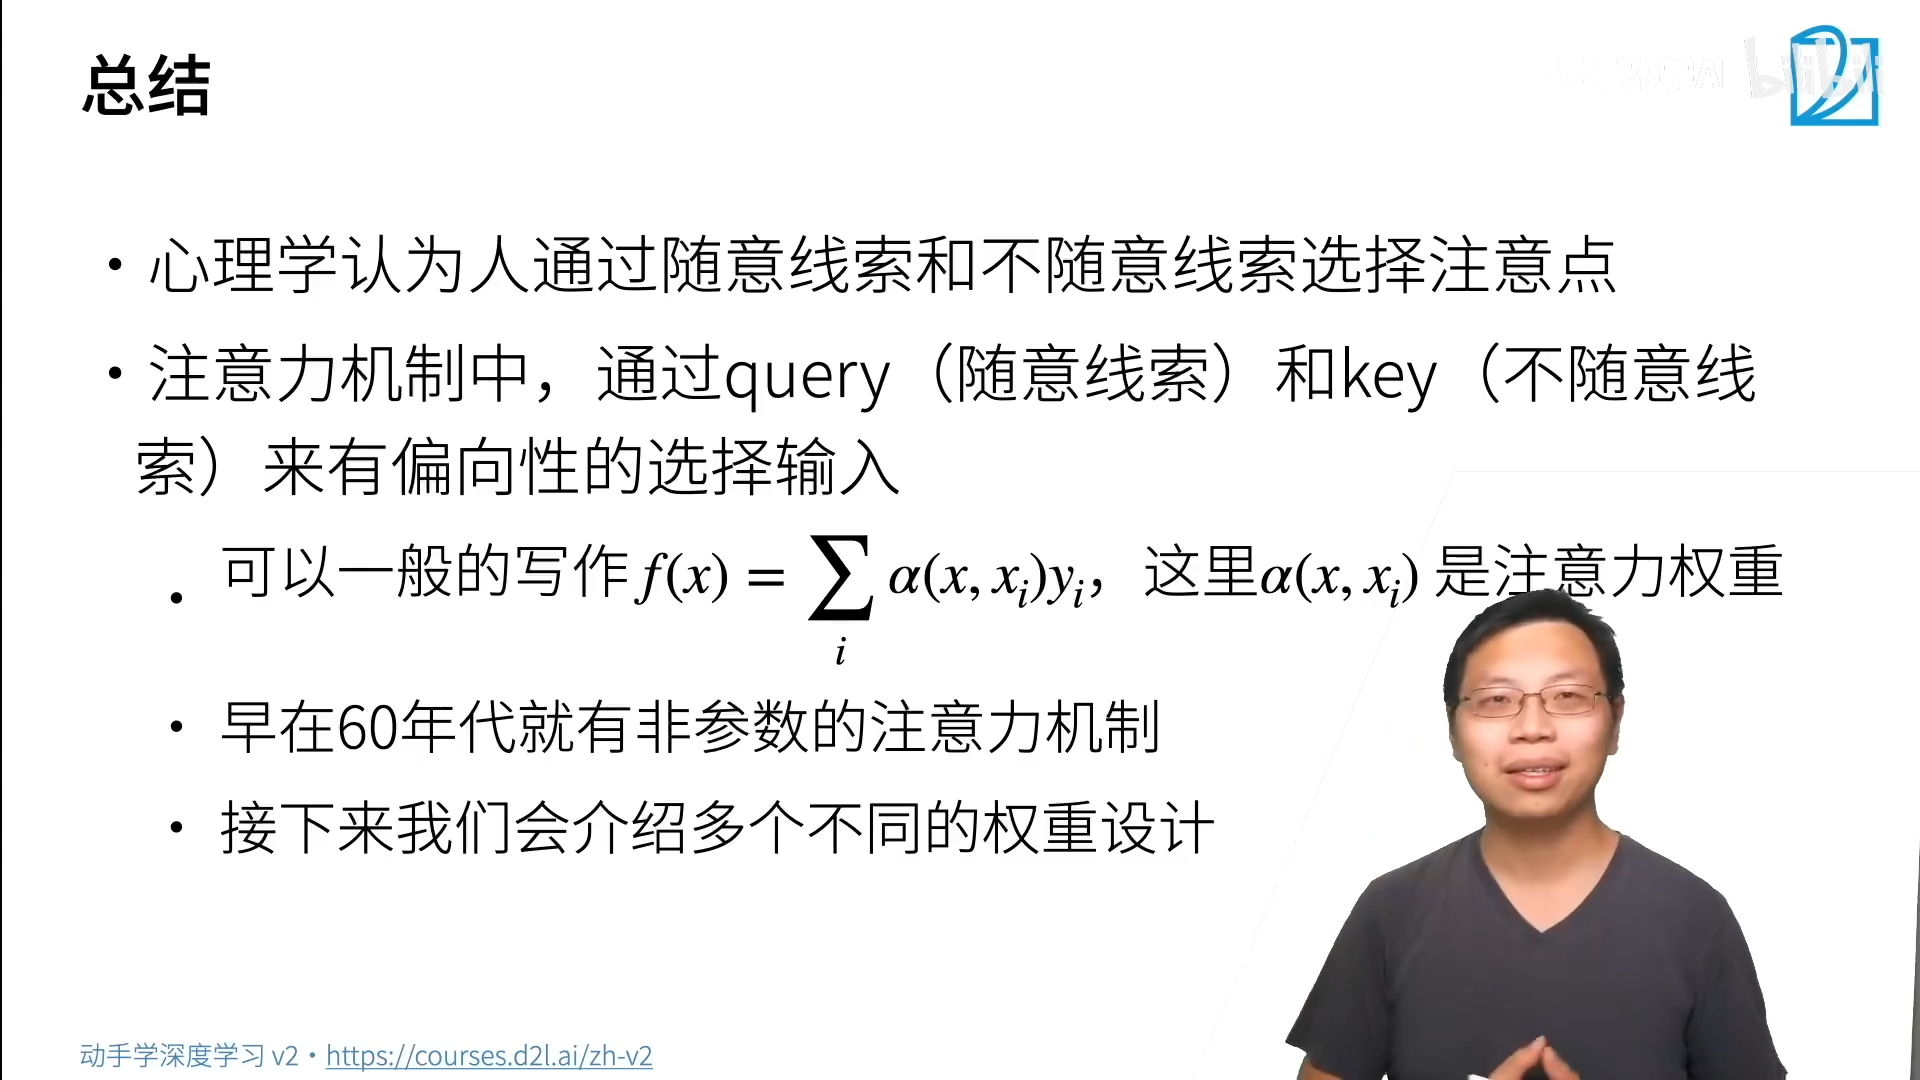 总结
• 心理学认为人通过随意线索和不随意线索选择注意点
• 注意力机制中，通过query（随意线索）和key（不随意线
索）来有偏向性的选择输入
• 可以一般的写作 f(x) = ∑_i α(x, x_i)y_i，这里α(x, x_i) 是注意力权重
• 早在60年代就有非参数的注意力机制
• 接下来我们会介绍多个不同的权重设计
动手学深度学习 v2 • https://courses.d2l.ai/zh-v2
bilibili